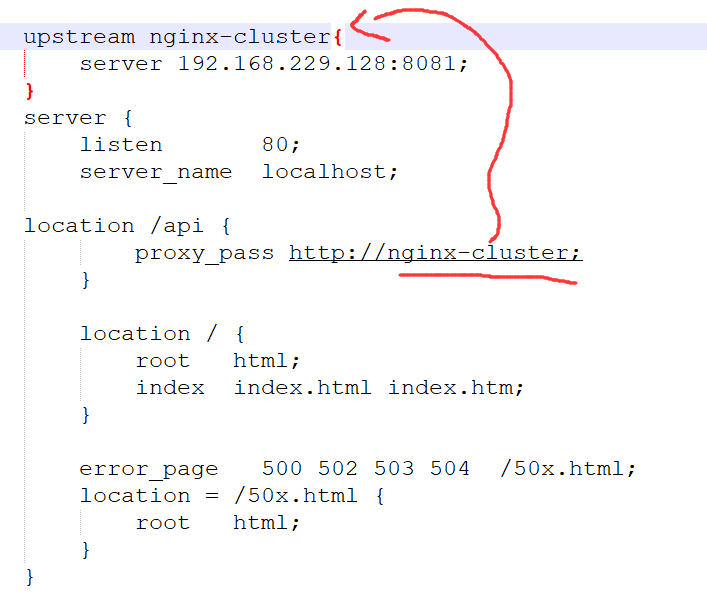 upstream nginx-cluster{
    server 192.168.229.128:8081;
}
server {
    listen       80;
    server_name  localhost;
location /api {
        proxy_pass http://nginx-cluster;
    }
    location / {
        root   html;
        index  index.html index.htm;
    }
    error_page   500 502 503 504  /50x.html;
    location = /50x.html {
        root   html;
    }
}